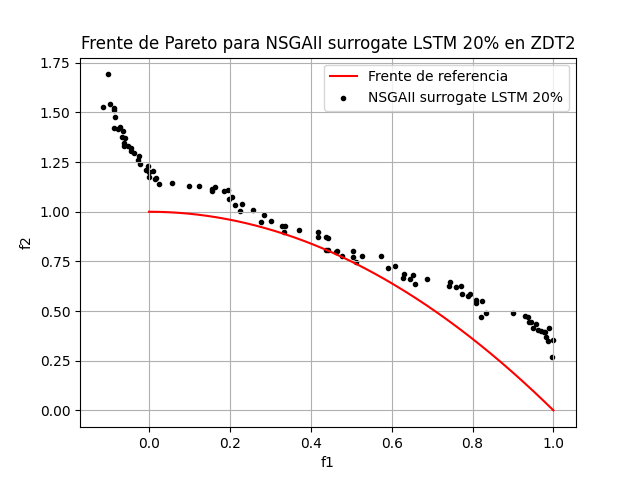 Frente de Pareto para NSGAII surrogate LSTM 20% en ZDT2
Frente de referencia
NSGAII surrogate LSTM 20%
f2
1.75
1.50
1.25
1.00
0.75
0.50
0.25
0.00
0.0 0.2 0.4 0.6 0.8 1.0
f1